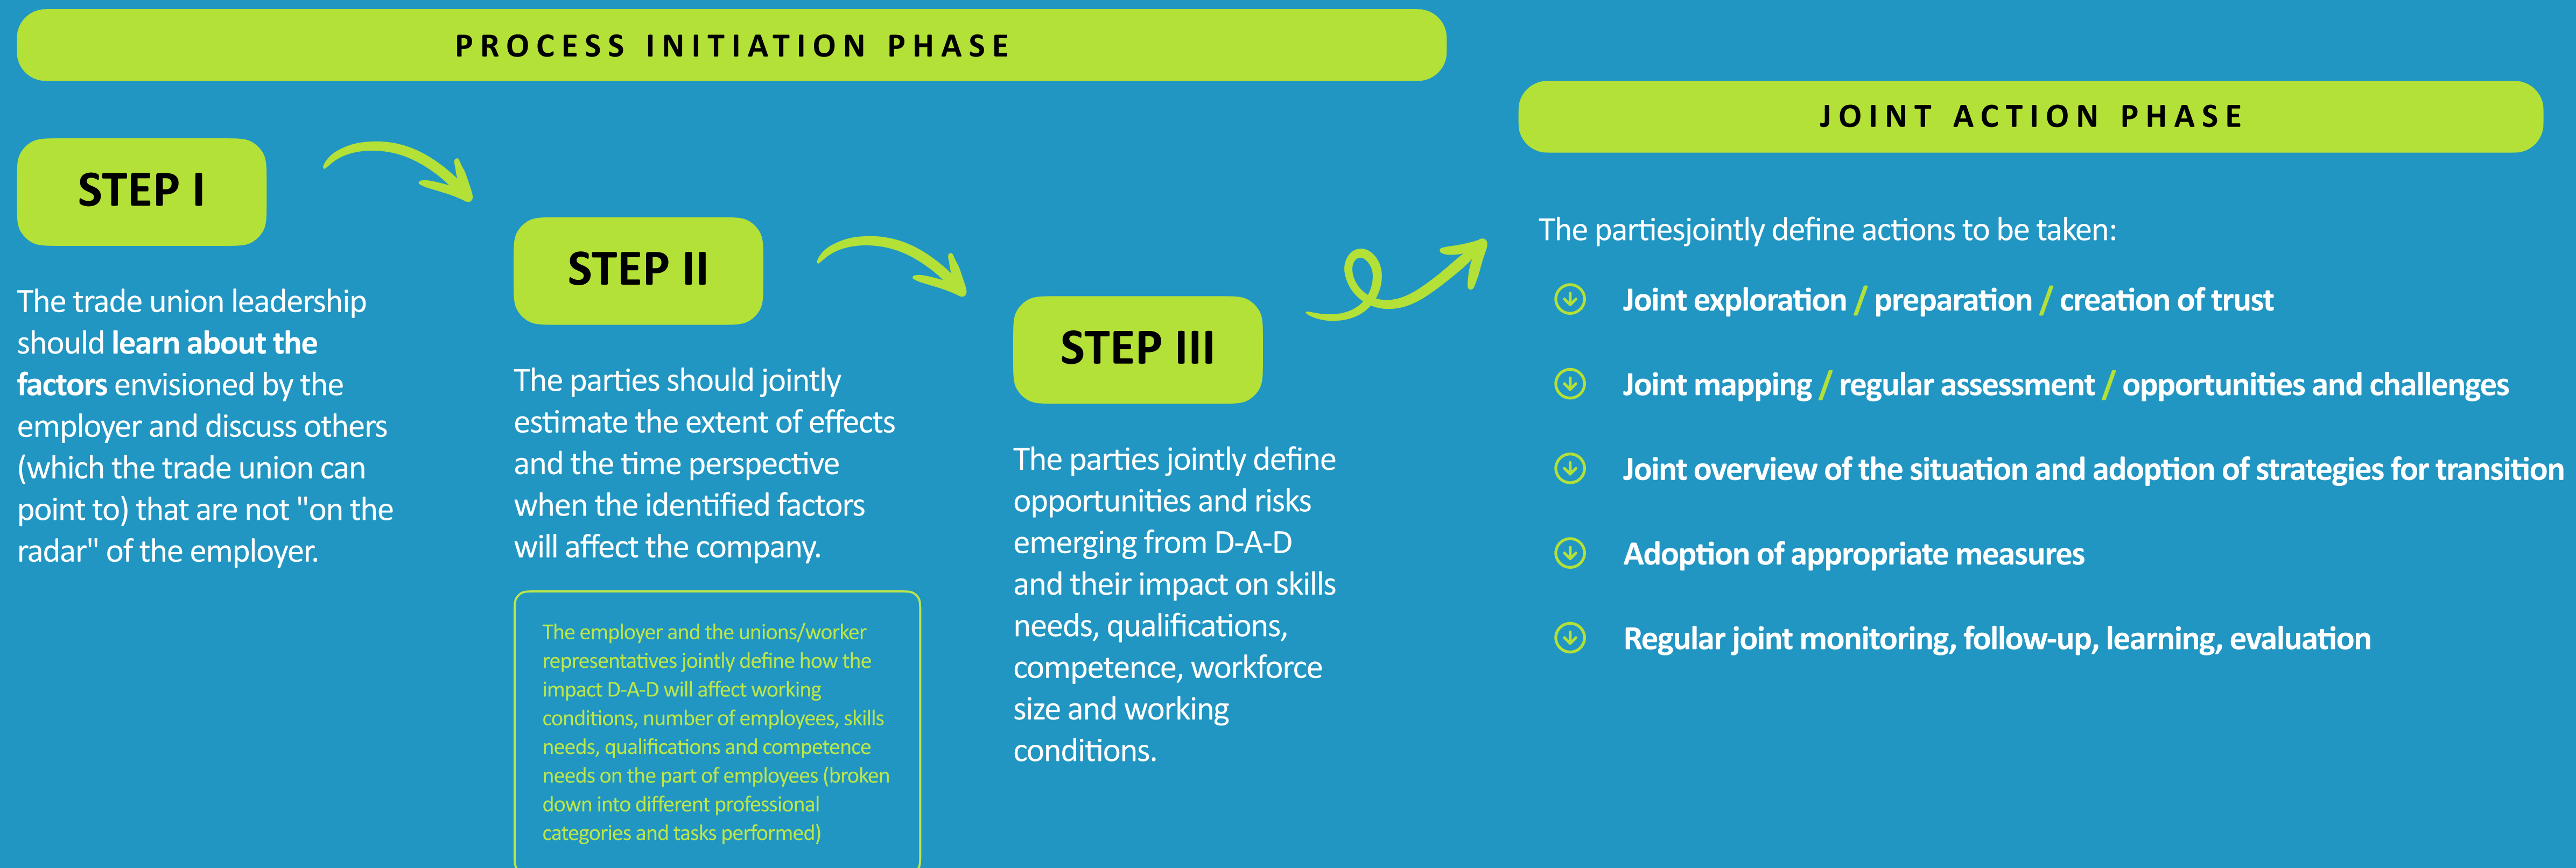 PROCESS INITIATION PHASE
STEP I
The trade union leadership
should learn about the
factors envisioned by the
employer and discuss others
(which the trade union can
point to) that are not "on the
radar" of the employer.
STEP II
The parties should jointly
estimate the extent of effects
and the time perspective
when the identified factors
will affect the company.
The employer and the unions/worker
representatives jointly define how the
impact D-A-D will affect working
conditions, number of employees, skills
needs, qualifications and competence
needs on the part of employees (broken
down into different professional
categories and tasks performed)
STEP III
The parties jointly define
opportunities and risks
emerging from D-A-D
and their impact on skills
needs, qualifications,
competence, workforce
size and working
conditions.
JOINT ACTION PHASE
The partiesjointly define actions to be taken:
Joint exploration / preparation / creation of trust
Joint mapping / regular assessment / opportunities and challenges
Joint overview of the situation and adoption of strategies for transition
Adoption of appropriate measures
Regular joint monitoring, follow-up, learning, evaluation